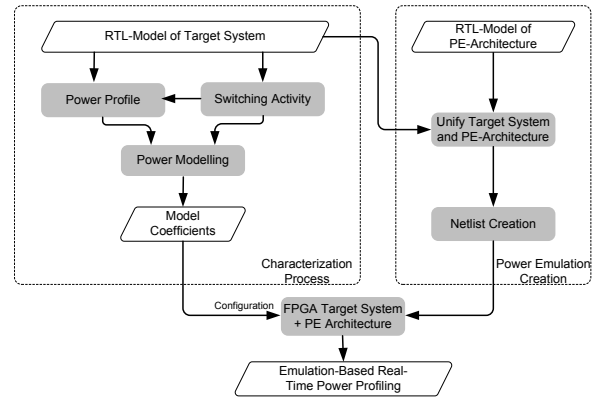 RTL-Model of Target System
RTL-Model of
PE-Architecture
Power Profile
Switching Activity
Unify Target System
and PE-Architecture
Power Modelling
Model
Coefficients
Netlist Creation
Characterization
Process
Power Emulation
Creation
Configuration
FPGA Target System
+ PE Architecture
Emulation-Based Real-
Time Power Profiling